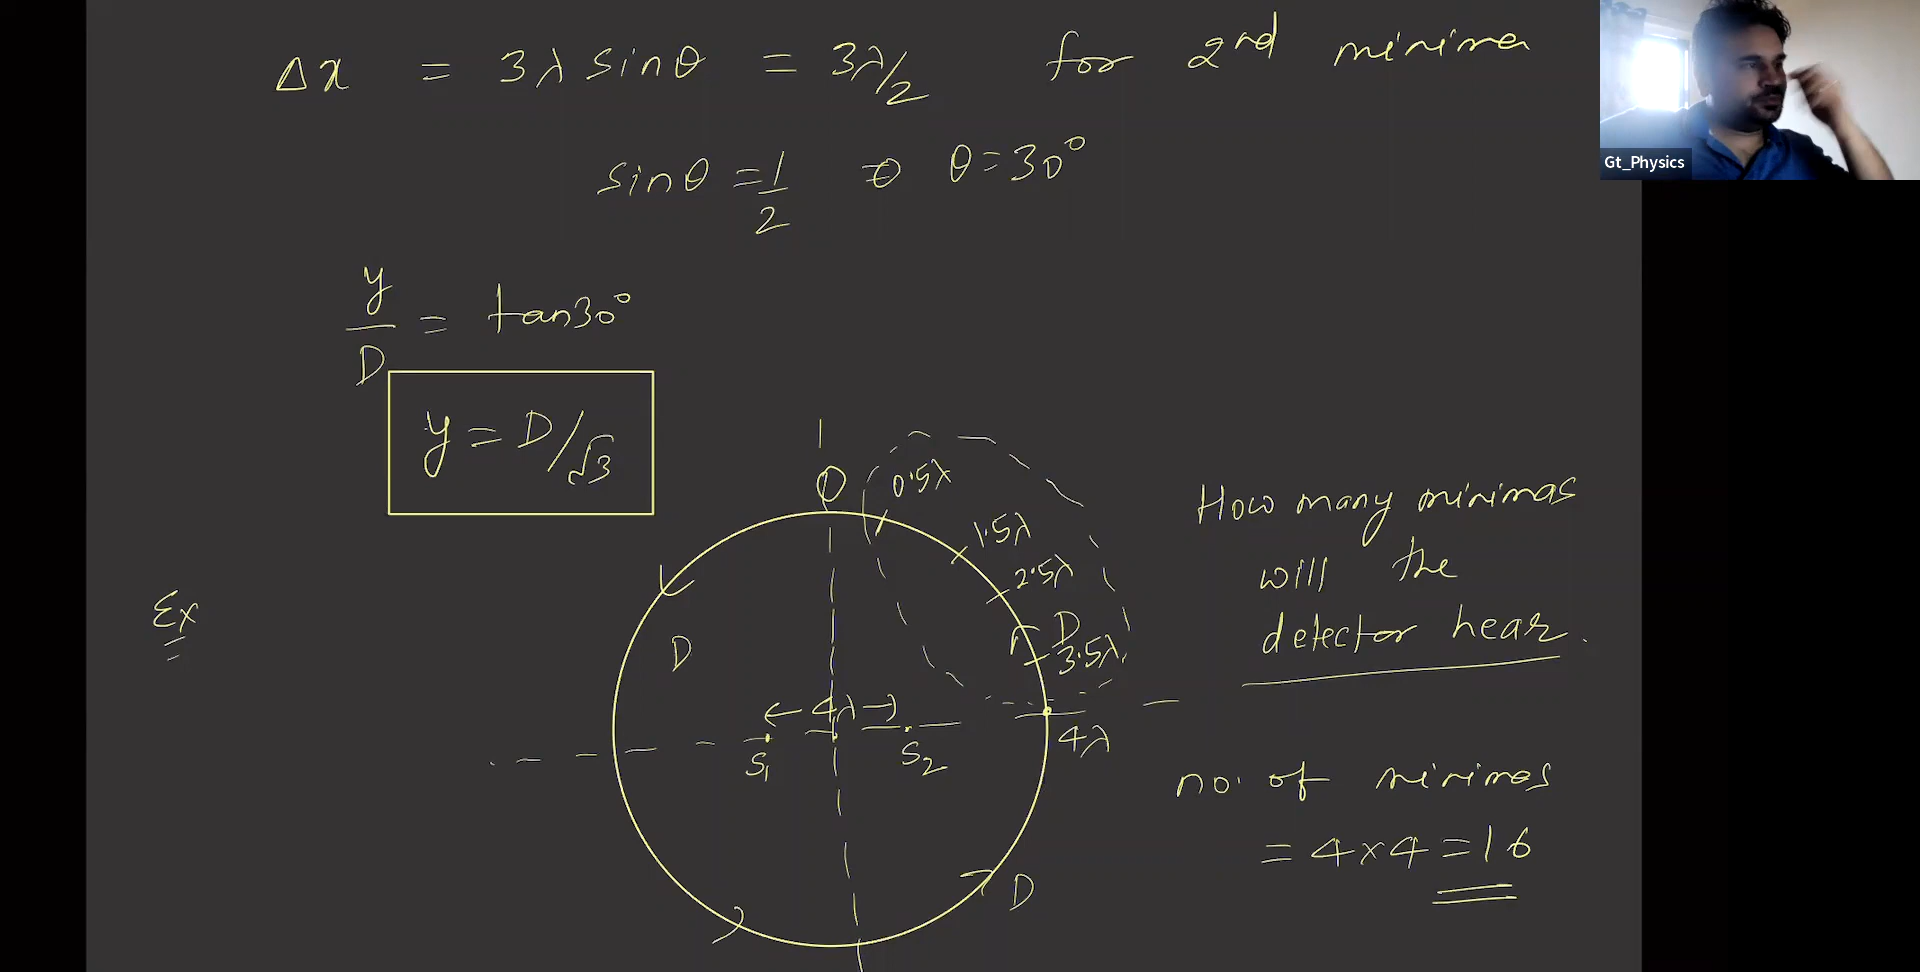 Δx = 3λ sinθ = 3λ/2 for 2nd minima
Gt_Physics
sinθ = 1/2 ⇒ θ = 30°
y/D = tan30°
y = D/√3
0
0.5λ
1.5λ
2.5λ
D
3.5λ
How many minimas
will the
detector hear.
Ex
D
4λ
S1
S2
4λ
no. of minimas
= 4×4 = 16
D